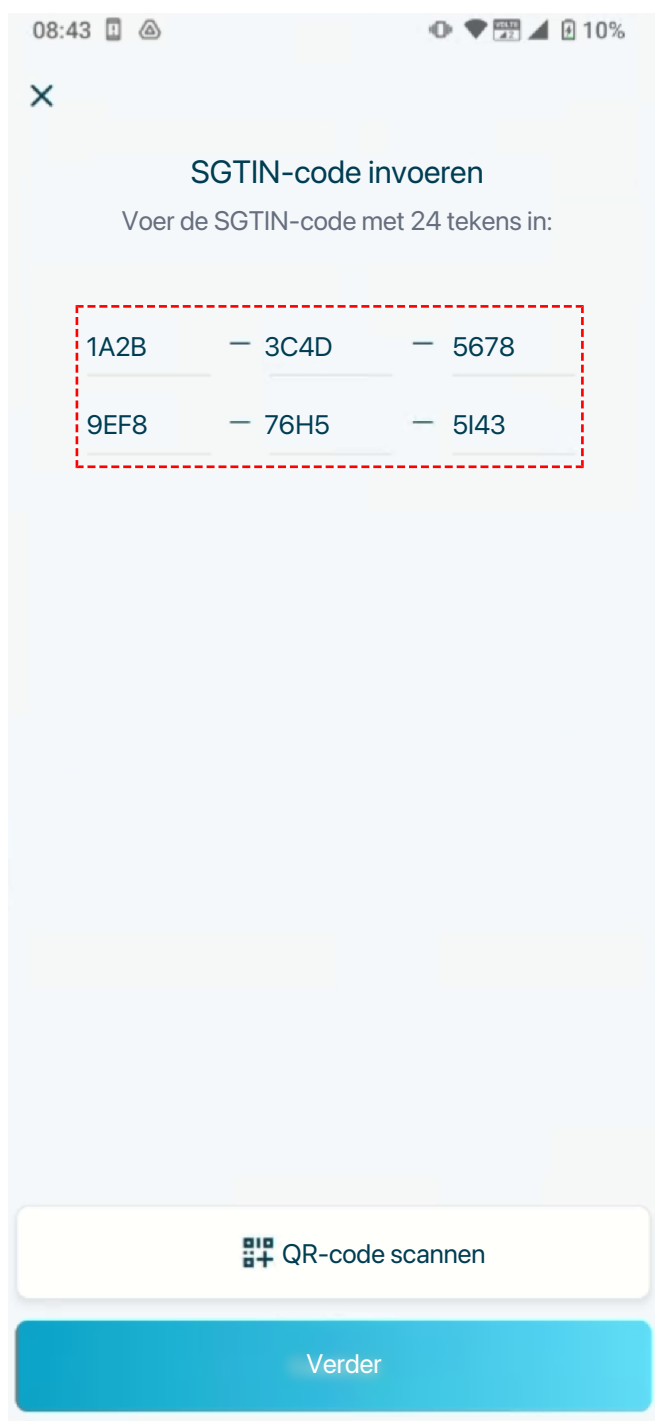 08:43 10%
SGTIN-code invoeren
Voer de SGTIN-code met 24 tekens in:
1A2B – 3C4D – 5678
9EF8 – 76H5 – 5I43
QR-code scannen
Verder